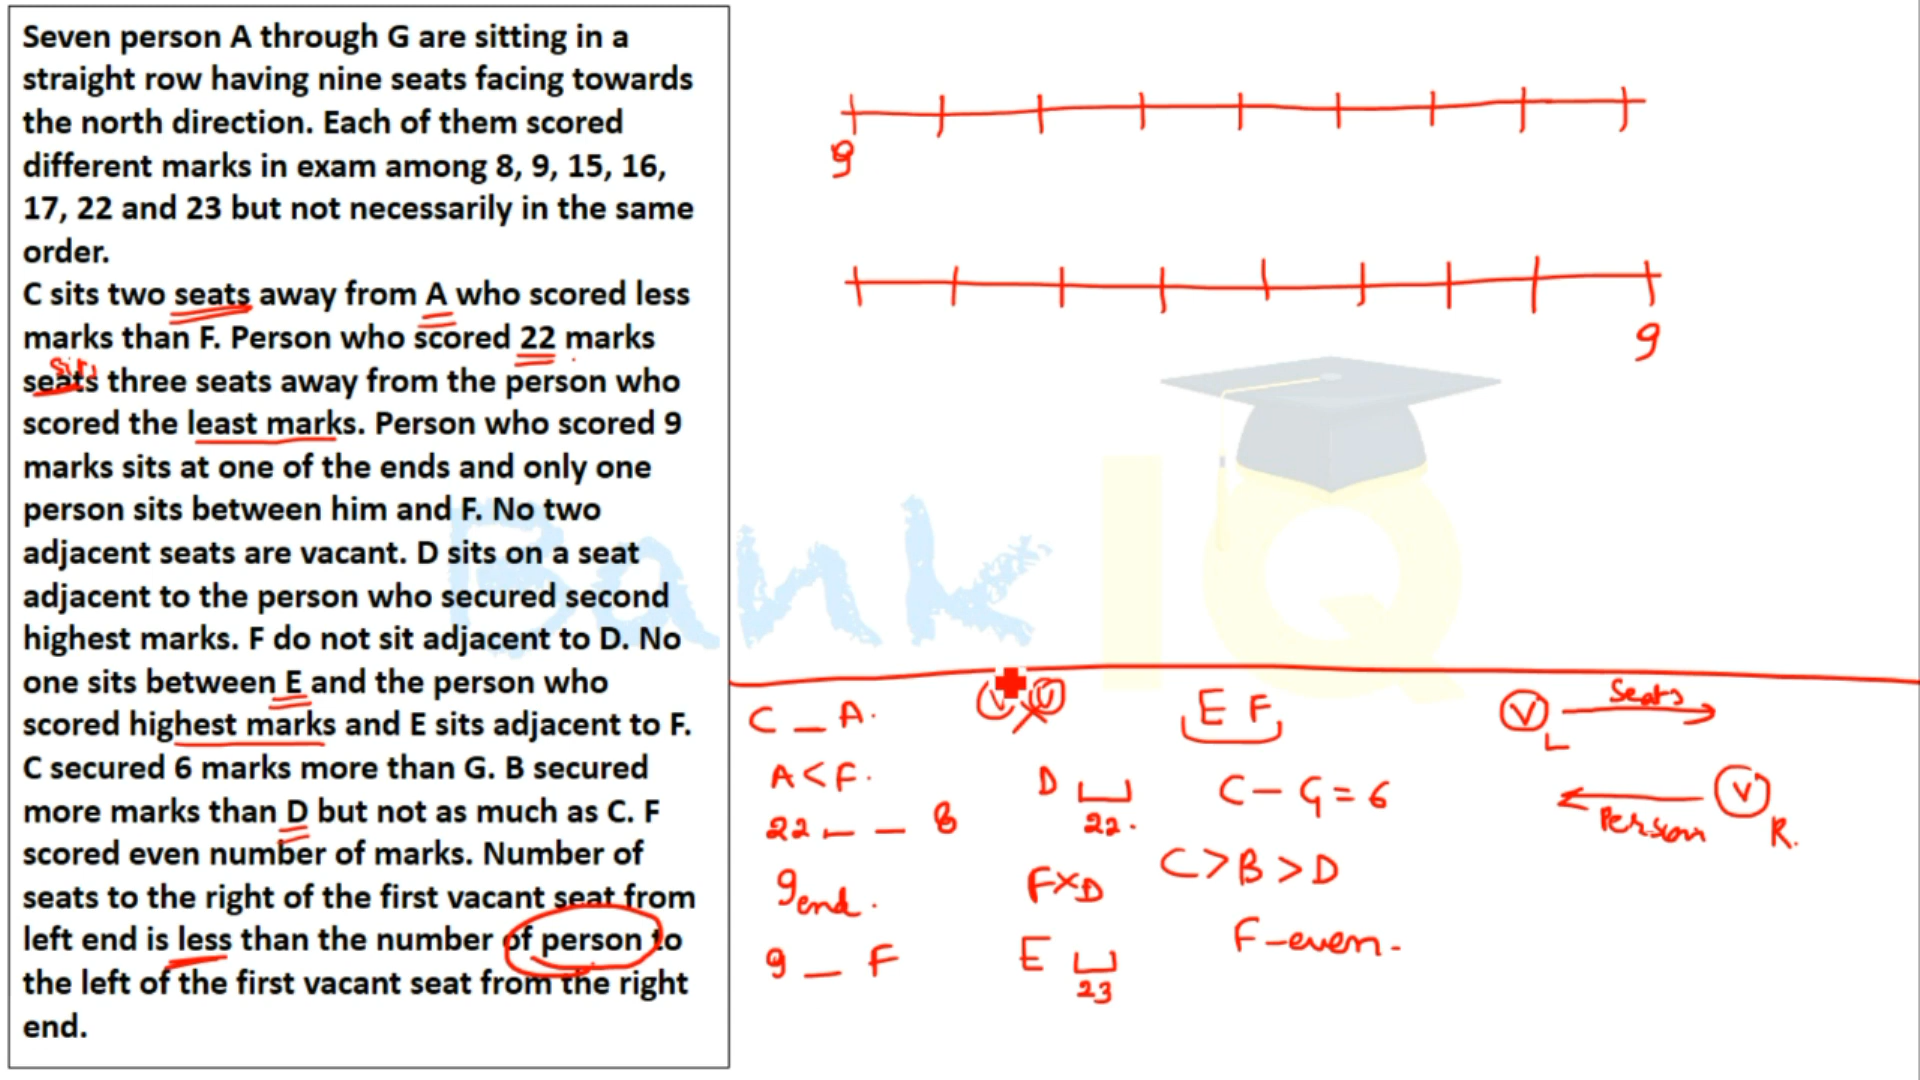 Seven person A through G are sitting in a
straight row having nine seats facing towards
the north direction. Each of them scored
different marks in exam among 8, 9, 15, 16,
17, 22 and 23 but not necessarily in the same
order.
C sits two seats away from A who scored less
marks than F. Person who scored 22 marks
sits
seats three seats away from the person who
scored the least marks. Person who scored 9
marks sits at one of the ends and only one
person sits between him and F. No two
adjacent seats are vacant. D sits on a seat
adjacent to the person who secured second
highest marks. F do not sit adjacent to D. No
one sits between E and the person who
scored highest marks and E sits adjacent to F.
C secured 6 marks more than G. B secured
more marks than D but not as much as C. F
scored even number of marks. Number of
seats to the right of the first vacant seat from
left end is less than the number of person to
the left of the first vacant seat from the right
end.
9
9
Bank IQ
C _ A.
A < F.
22 _ _ 8
9 end.
9 _ F
V V
D
22.
F×D
E
23
E F
C - G = 6
C > B > D
F-even.
V L Seats
Person V R.